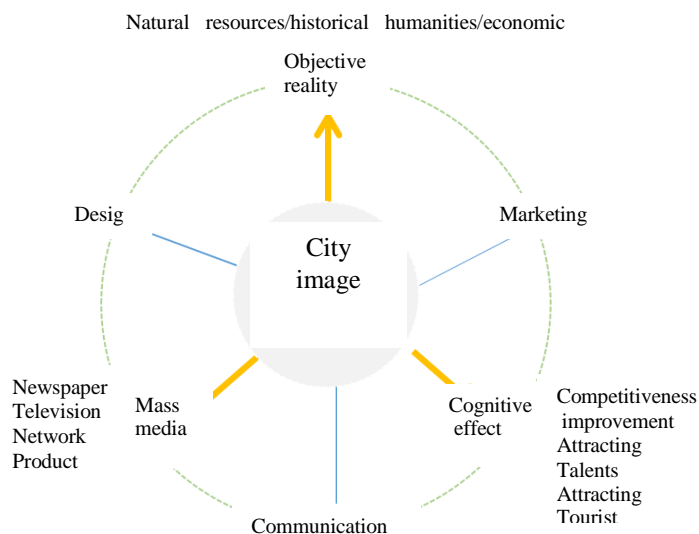 Natural resources/historical humanities/economic
Objective
reality
Desig
Marketing
City
image
Newspaper
Television
Network
Product
Mass
media
Cognitive
effect
Competitiveness
improvement
Attracting
Talents
Attracting
Tourist
Communication